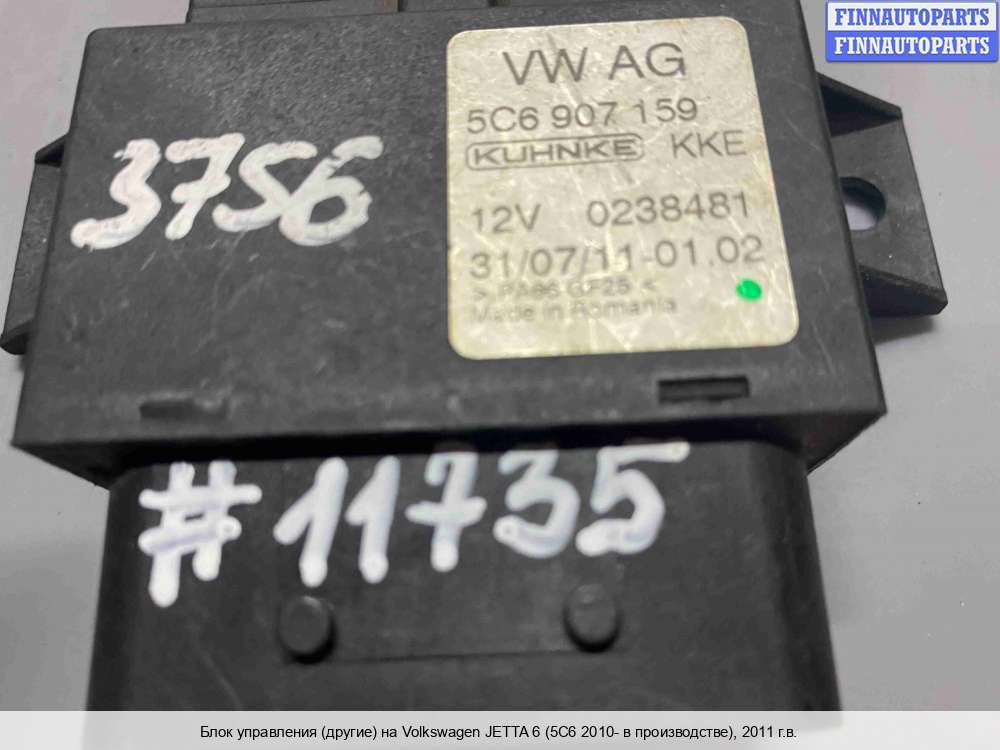 FINNAUTOPARTS
FINNAUTOPARTS
VW AG
5C6 907 159
KUHNKE KKE
12V 0238481
31/07/11-01.02
> PA66 GF25 <
Made in Romania
3756
#11735
Блок управления (другие) на Volkswagen JETTA 6 (5C6 2010- в производстве), 2011 г.в.